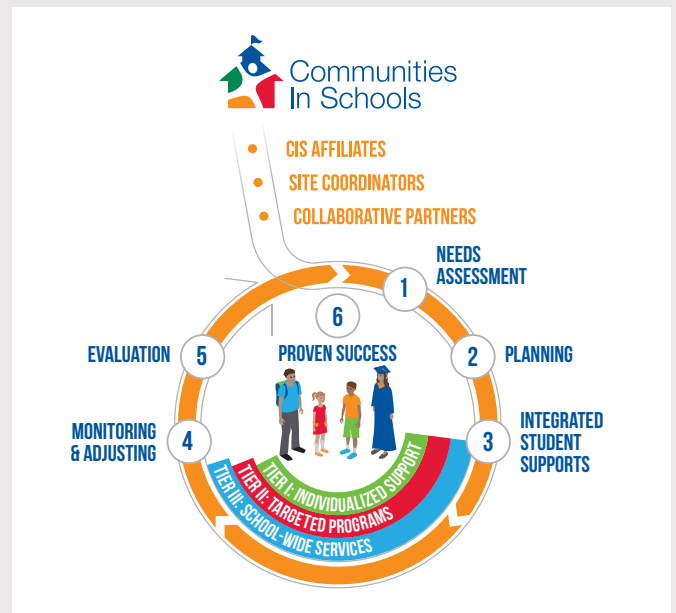 Communities
In Schools
CIS AFFILIATES
SITE COORDINATORS
COLLABORATIVE PARTNERS
NEEDS
ASSESSMENT
1
6
PROVEN SUCCESS
EVALUATION
5
2
PLANNING
MONITORING
& ADJUSTING
4
3
INTEGRATED
STUDENT
SUPPORTS
TIER I: INDIVIDUALIZED SUPPORT
TIER II: TARGETED PROGRAMS
TIER III: SCHOOL-WIDE SERVICES